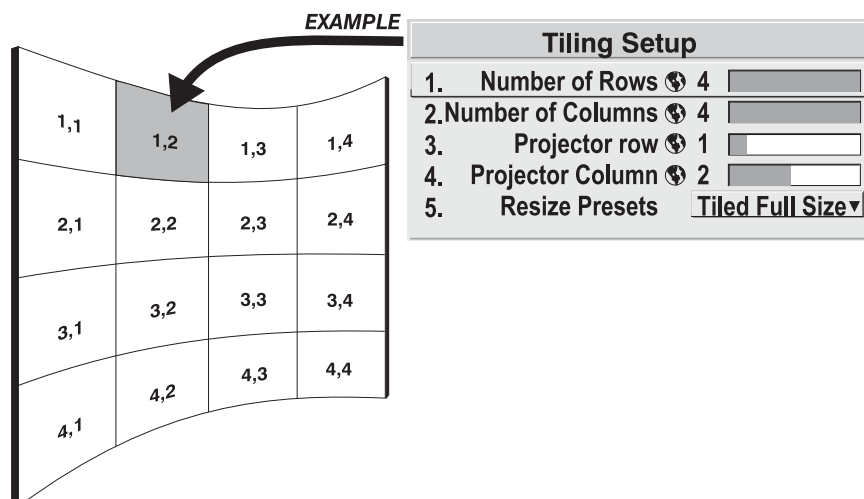 EXAMPLE
Tiling Setup
1. Number of Rows 4
2. Number of Columns 4
3. Projector row 1
4. Projector Column 2
5. Resize Presets Tiled Full Size▼
1,1 1,2 1,3 1,4
2,1 2,2 2,3 2,4
3,1 3,2 3,3 3,4
4,1 4,2 4,3 4,4